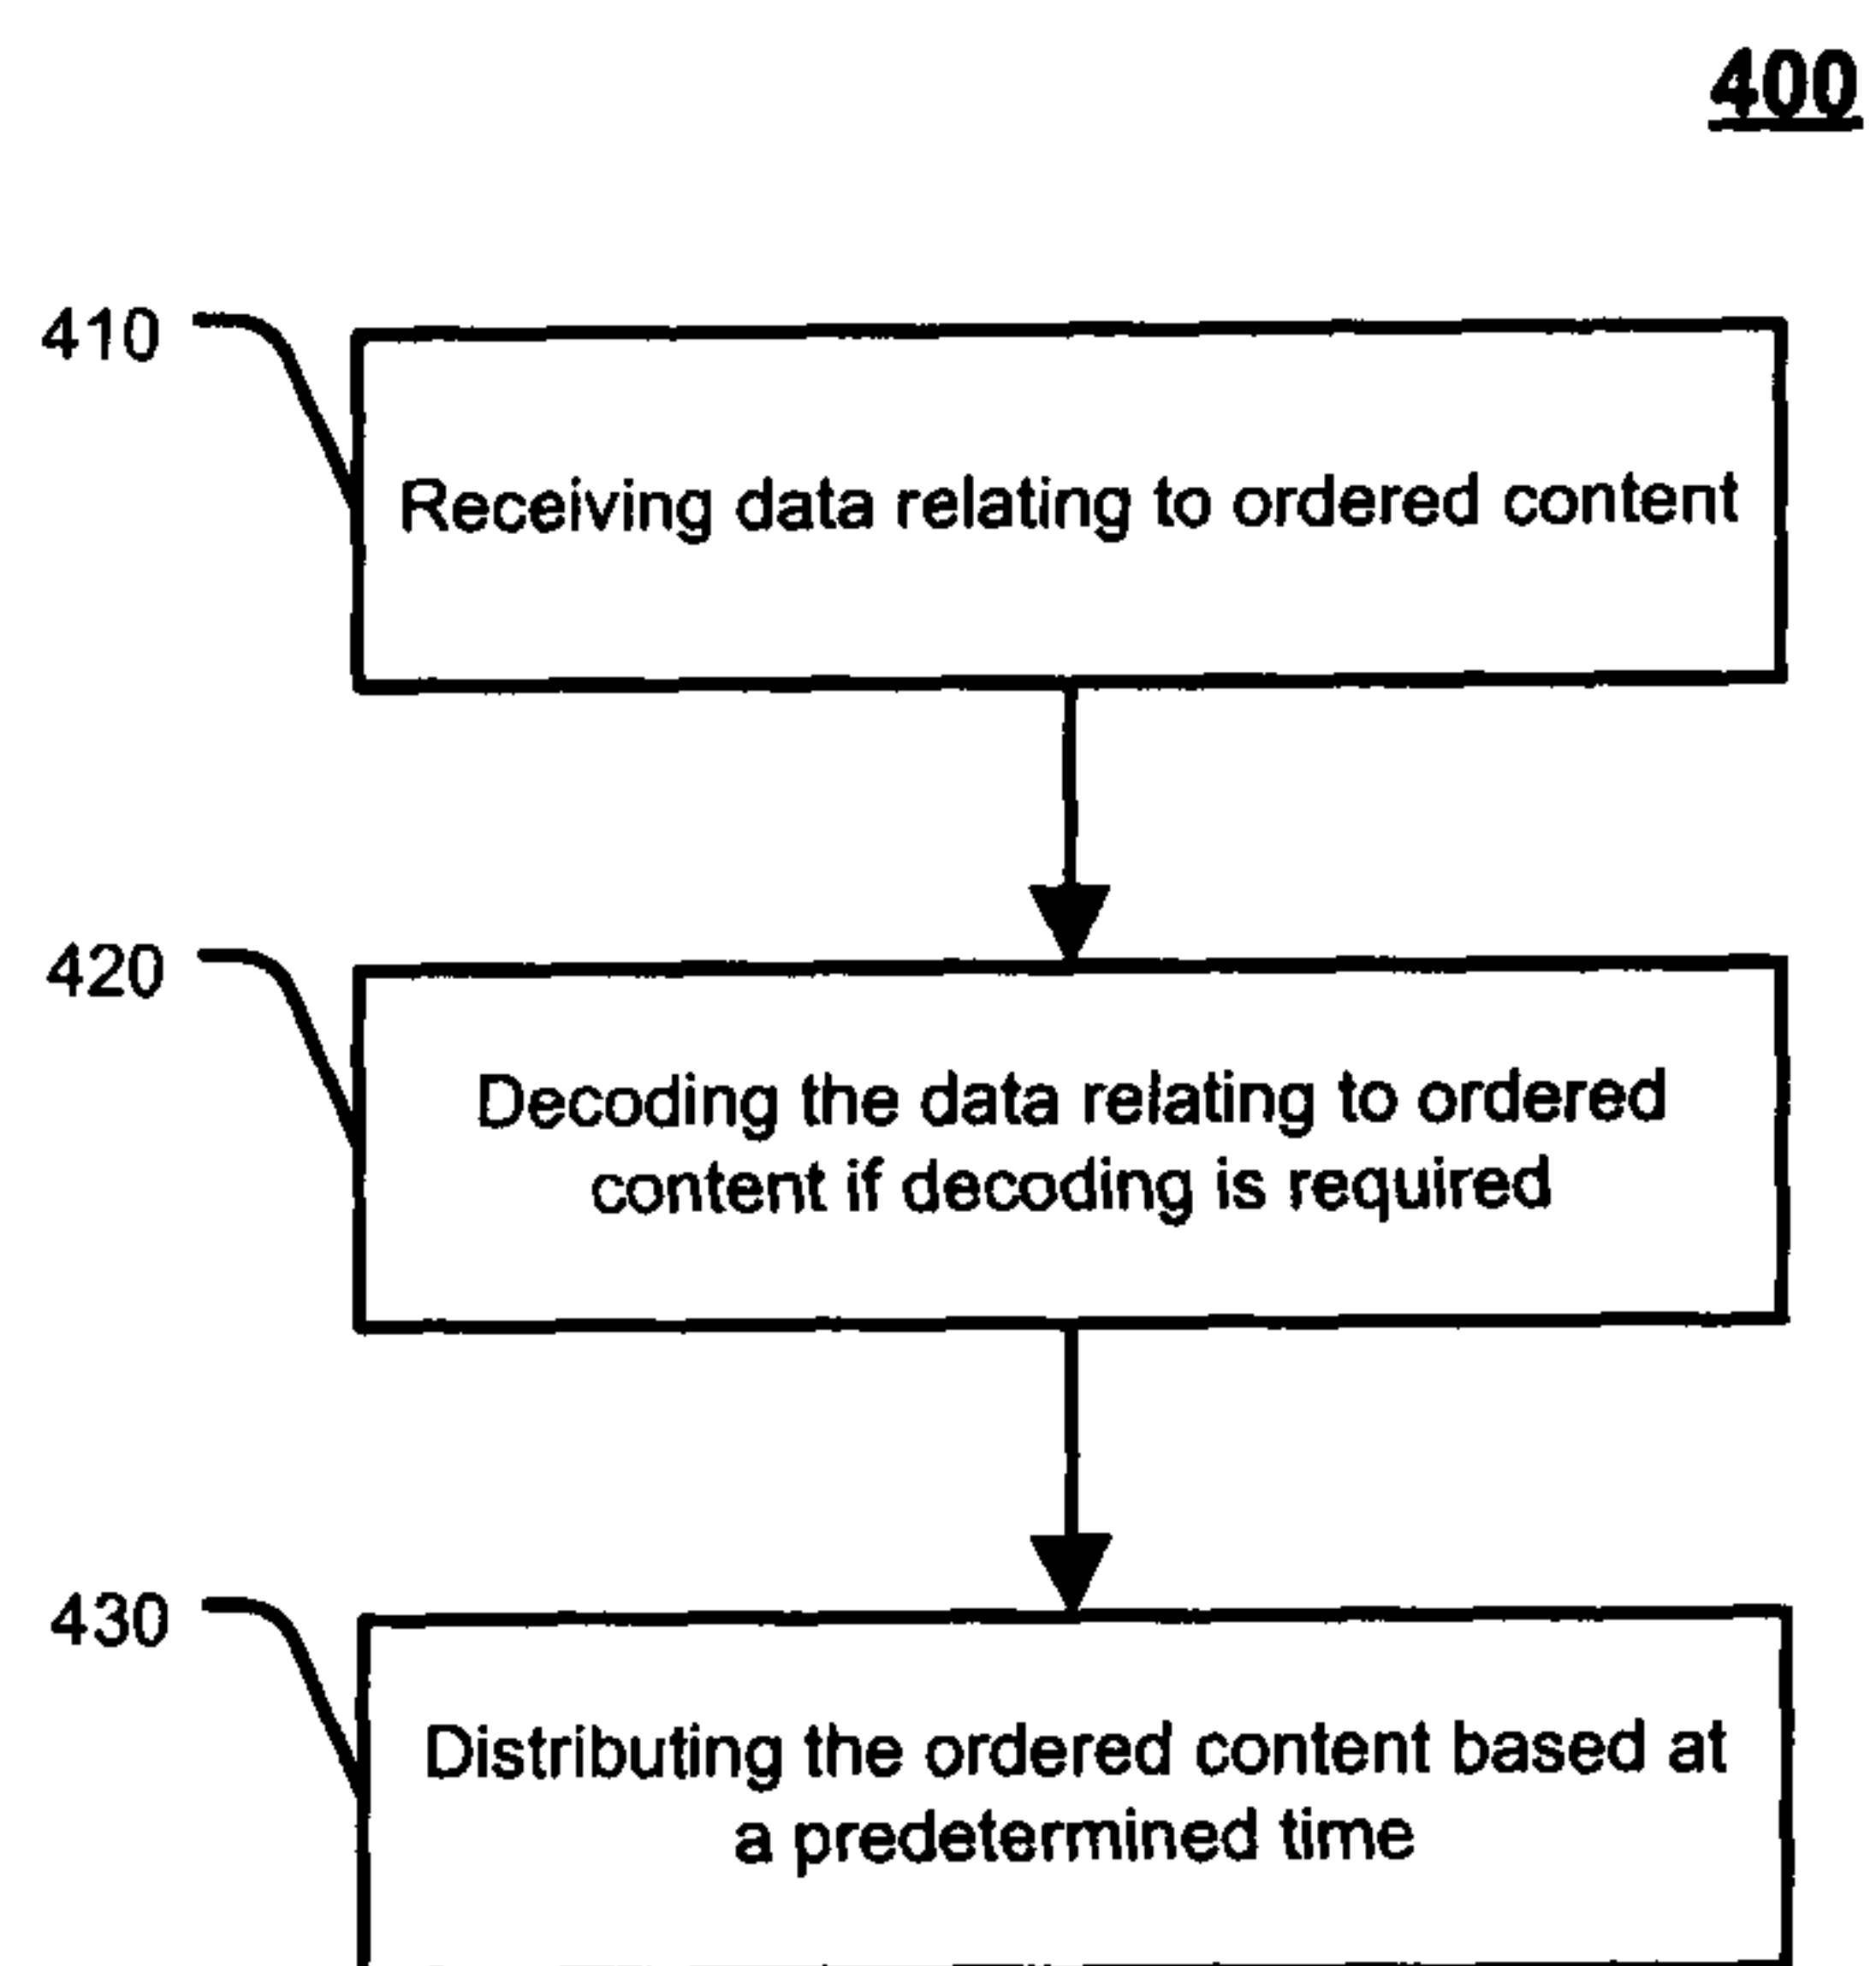 400
410
Receiving data relating to ordered content
420
Decoding the data relating to ordered
content if decoding is required
430
Distributing the ordered content based at
a predetermined time